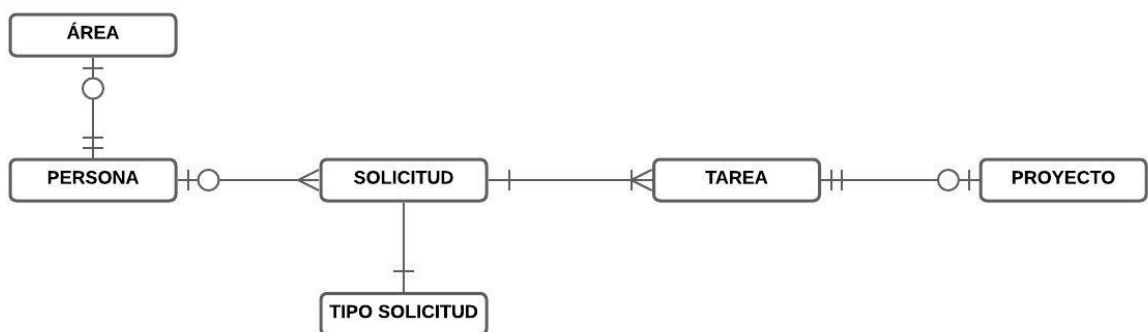 ÁREA
PERSONA
SOLICITUD
TAREA
PROYECTO
TIPO SOLICITUD